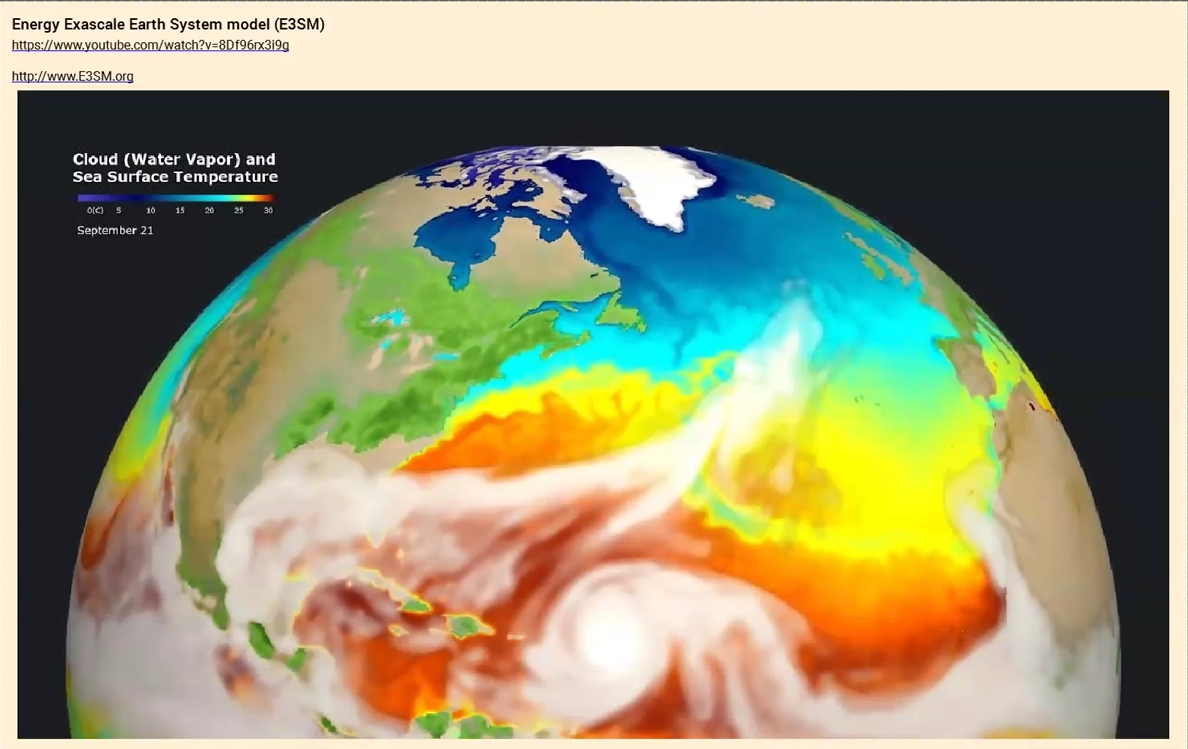 Energy Exascale Earth System model (E3SM)
https://www.youtube.com/watch?v=8Df96rx3i9g
http://www.E3SM.org
Cloud (Water Vapor) and
Sea Surface Temperature
0(C) 5 10 15 20 25 30
September 21